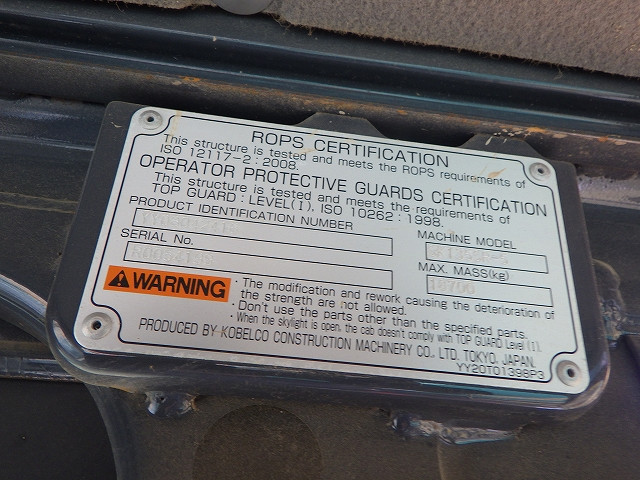 ROPS CERTIFICATION
This structure is tested and meets the ROPS requirements of
ISO 12117-2 : 2008.
OPERATOR PROTECTIVE GUARDS CERTIFICATION
This structure is tested and meets the requirements of
TOP GUARD : LEVEL(I), ISO 10262 : 1998.
PRODUCT IDENTIFICATION NUMBER
MACHINE MODEL
SERIAL No.
MAX. MASS(kg)
WARNING
· The modification and rework causing the deterioration of
the strength are not allowed.
· Don't use the parts other than the specified parts.
· When the skylight is open, the cab doesn't comply with TOP GUARD Level (I).
PRODUCED BY KOBELCO CONSTRUCTION MACHINERY CO., LTD. TOKYO, JAPAN.
YY20T01396P3